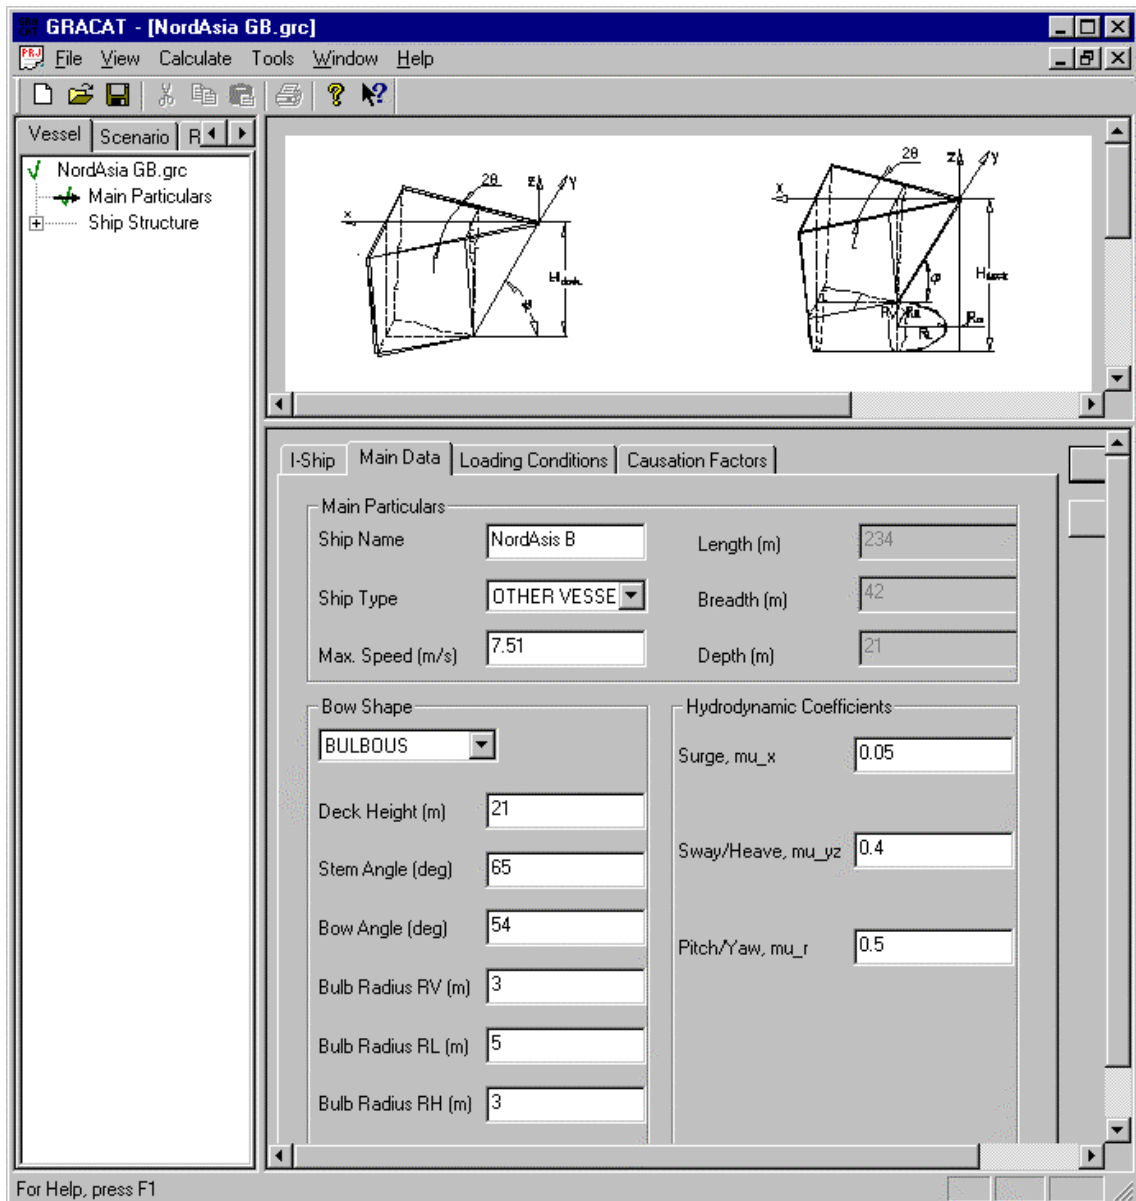 GRACAT - [NordAsia GB.grc]
File View Calculate Tools Window Help
Vessel Scenario R
NordAsia GB.grc
Main Particulars
Ship Structure
x 2θ z y
φ
x 2θ z y
φ
RV RL
I-Ship Main Data Loading Conditions Causation Factors
Main Particulars
Ship Name NordAsis B Length (m) 234
Ship Type OTHER VESSE Breadth (m) 42
Max. Speed (m/s) 7.51 Depth (m) 21
Bow Shape Hydrodynamic Coefficients
BULBOUS
Surge, mu_x 0.05
Deck Height (m) 21
Sway/Heave, mu_yz 0.4
Stem Angle (deg) 65
Bow Angle (deg) 54
Pitch/Yaw, mu_r 0.5
Bulb Radius RV (m) 3
Bulb Radius RL (m) 5
Bulb Radius RH (m) 3
For Help, press F1